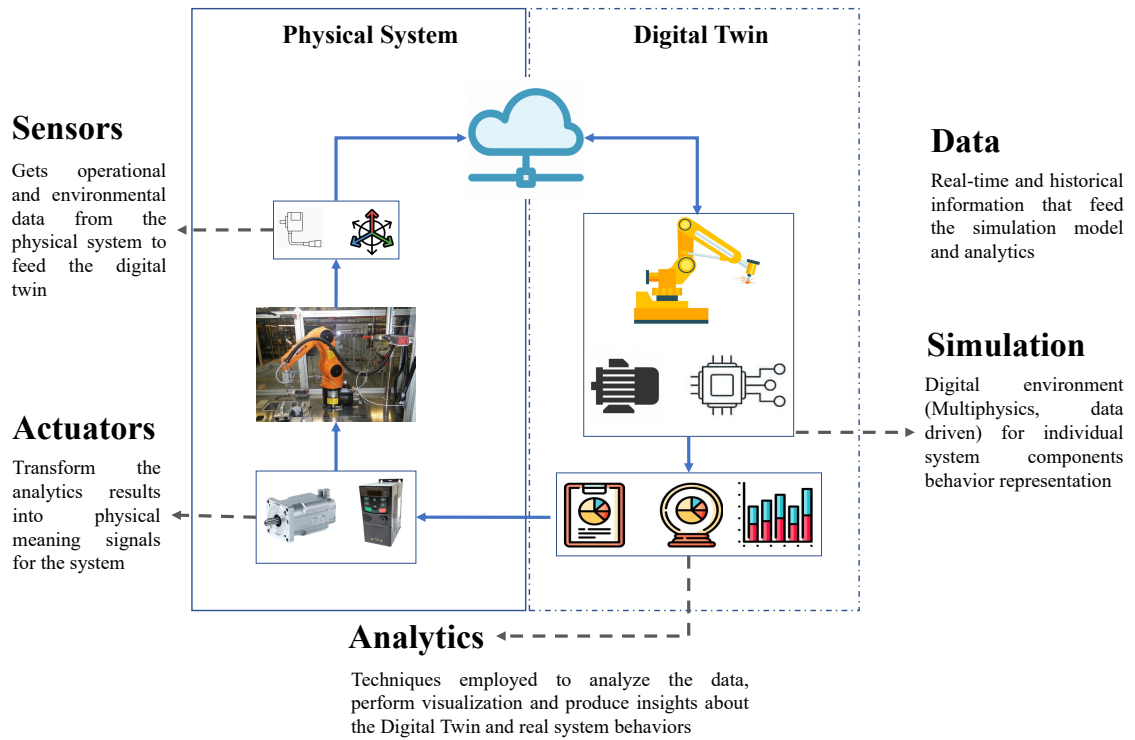 Physical System
Digital Twin
Sensors
Gets operational
and environmental
data from the
physical system to
feed the digital
twin
Data
Real-time and historical
information that feed
the simulation model
and analytics
Simulation
Digital environment
(Multiphysics, data
driven) for individual
system components
behavior representation
Actuators
Transform the
analytics results
into physical
meaning signals
for the system
Analytics
Techniques employed to analyze the data,
perform visualization and produce insights about
the Digital Twin and real system behaviors